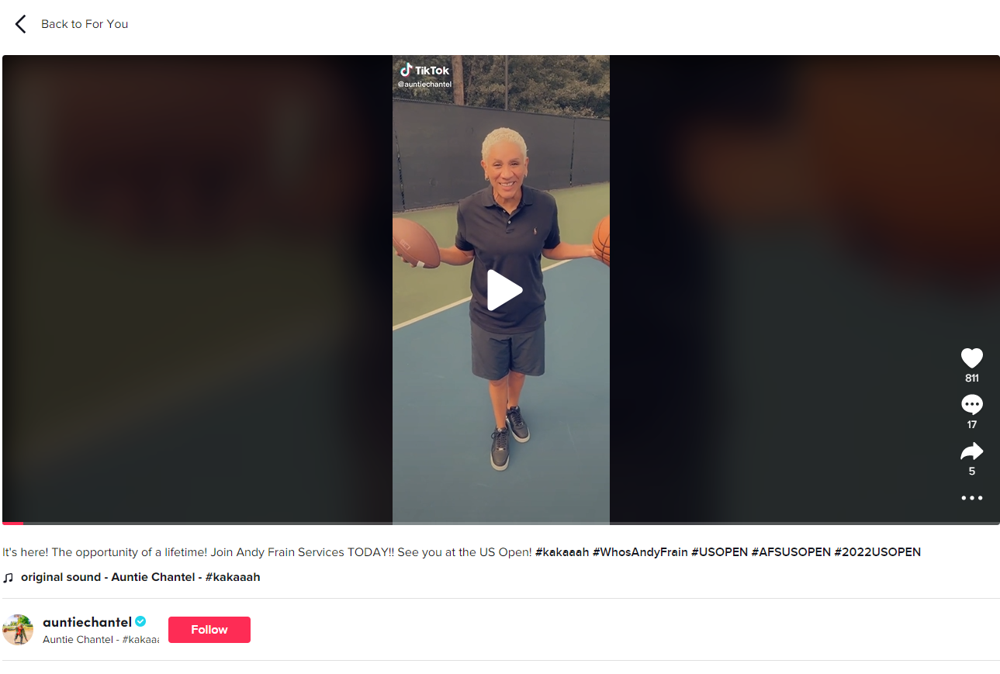 Back to For You
TikTok
@auntiechantel
811
17
5
It's here! The opportunity of a lifetime! Join Andy Frain Services TODAY!! See you at the US Open! #kakaaah #WhosAndyFrain #USOPEN #AFSUSOPEN #2022USOPEN
original sound - Auntie Chantel - #kakaaah
auntiechantel
Auntie Chantel - #kakaaa
Follow